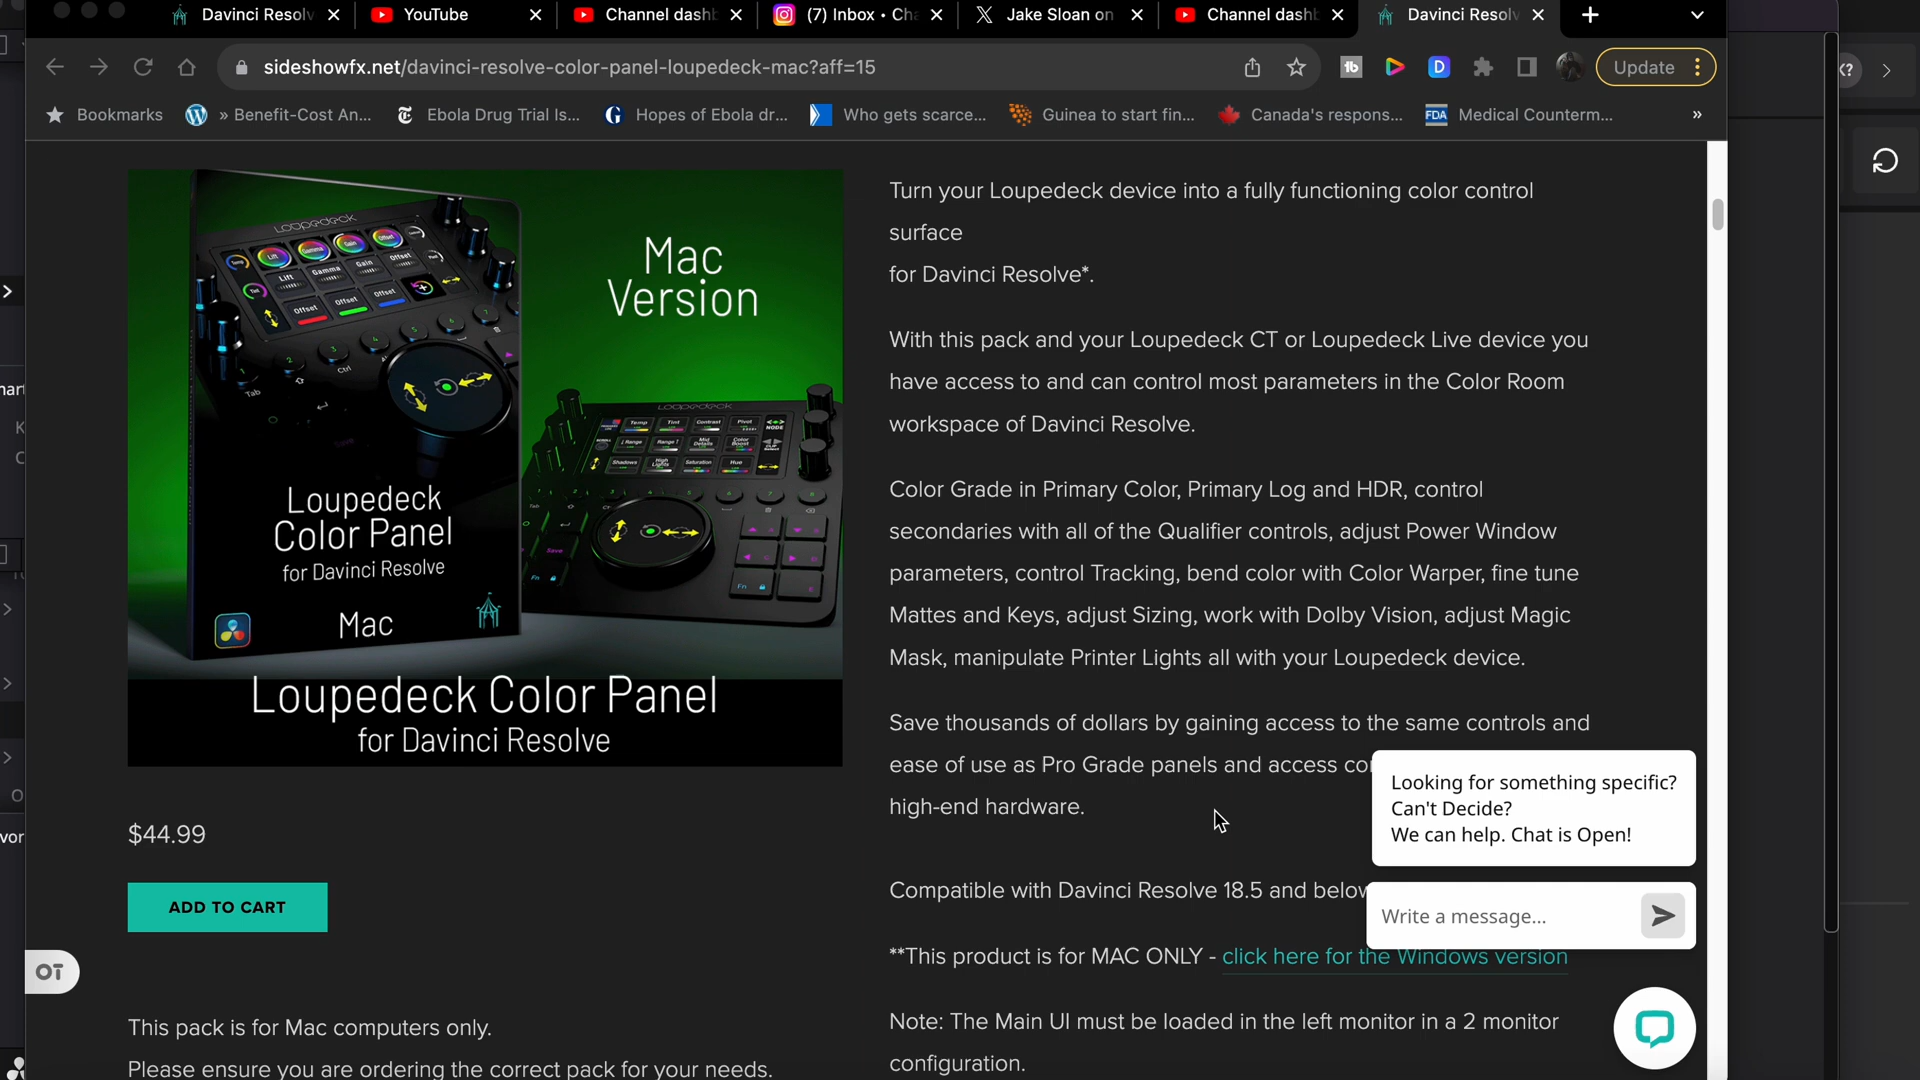 Davinci Resolv
YouTube
Channel dashb
(7) Inbox • Cha
Jake Sloan on
Channel dashb
Davinci Resolv
sideshowfx.net/davinci-resolve-color-panel-loupedeck-mac?aff=15
Update
Bookmarks
» Benefit-Cost An...
Ebola Drug Trial Is...
Hopes of Ebola dr...
Who gets scarce...
Guinea to start fin...
Canada's respons...
FDA
Medical Counterm...
»
Mac
Version
Loupedeck
Color Panel
for Davinci Resolve
Mac
Loupedeck Color Panel
for Davinci Resolve
$44.99
ADD TO CART
This pack is for Mac computers only.
Please ensure you are ordering the correct pack for your needs.
Turn your Loupedeck device into a fully functioning color control
surface
for Davinci Resolve*.
With this pack and your Loupedeck CT or Loupedeck Live device you
have access to and can control most parameters in the Color Room
workspace of Davinci Resolve.
Color Grade in Primary Color, Primary Log and HDR, control
secondaries with all of the Qualifier controls, adjust Power Window
parameters, control Tracking, bend color with Color Warper, fine tune
Mattes and Keys, adjust Sizing, work with Dolby Vision, adjust Magic
Mask, manipulate Printer Lights all with your Loupedeck device.
Save thousands of dollars by gaining access to the same controls and
ease of use as Pro Grade panels and access co
high-end hardware.
Compatible with Davinci Resolve 18.5 and below
**This product is for MAC ONLY - click here for the Windows version
Note: The Main UI must be loaded in the left monitor in a 2 monitor
configuration.
Looking for something specific?
Can't Decide?
We can help. Chat is Open!
Write a message...